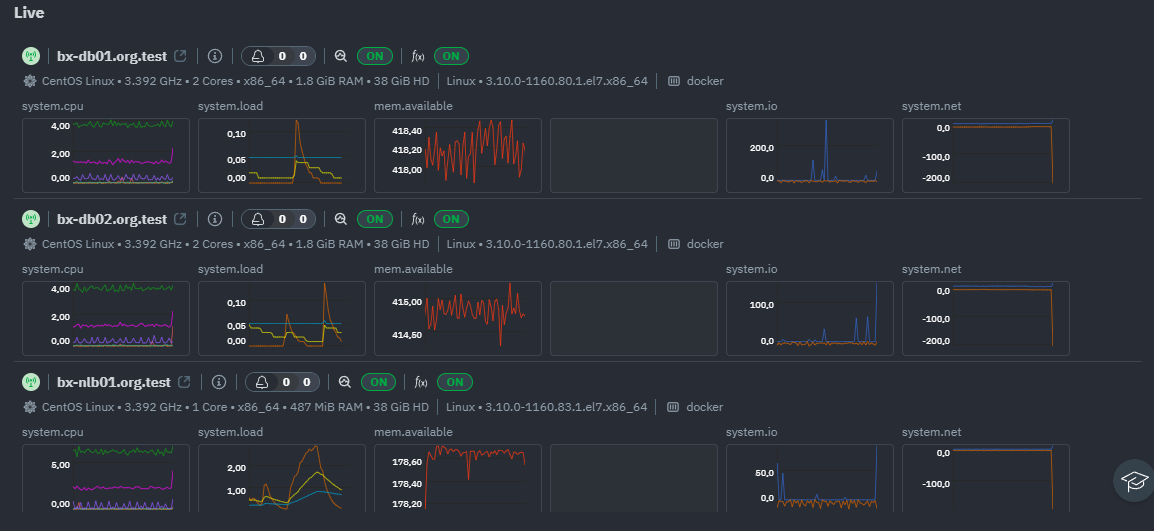 Live
bx-db01.org.test 0 0 ON f(x) ON
CentOS Linux • 3.392 GHz • 2 Cores • x86_64 • 1.8 GiB RAM • 38 GiB HD Linux • 3.10.0-1160.80.1.el7.x86_64 docker
system.cpu system.load mem.available system.io system.net
4,00 0,10 418,40 200,0 0,0
2,00 0,05 418,20 0,0 -100,0
0,00 0,00 418,00 -200,0
bx-db02.org.test 0 0 ON f(x) ON
CentOS Linux • 3.392 GHz • 2 Cores • x86_64 • 1.8 GiB RAM • 38 GiB HD Linux • 3.10.0-1160.80.1.el7.x86_64 docker
system.cpu system.load mem.available system.io system.net
4,00 0,10 415,00 100,0 0,0
2,00 0,05 414,50 0,0 -100,0
0,00 0,00 -200,0
bx-nlb01.org.test 0 0 ON f(x) ON
CentOS Linux • 3.392 GHz • 1 Core • x86_64 • 487 MiB RAM • 38 GiB HD Linux • 3.10.0-1160.83.1.el7.x86_64 docker
system.cpu system.load mem.available system.io system.net
5,00 2,00 178,60 50,0 0,0
0,00 1,00 178,40 0,0 -100,0
178,20